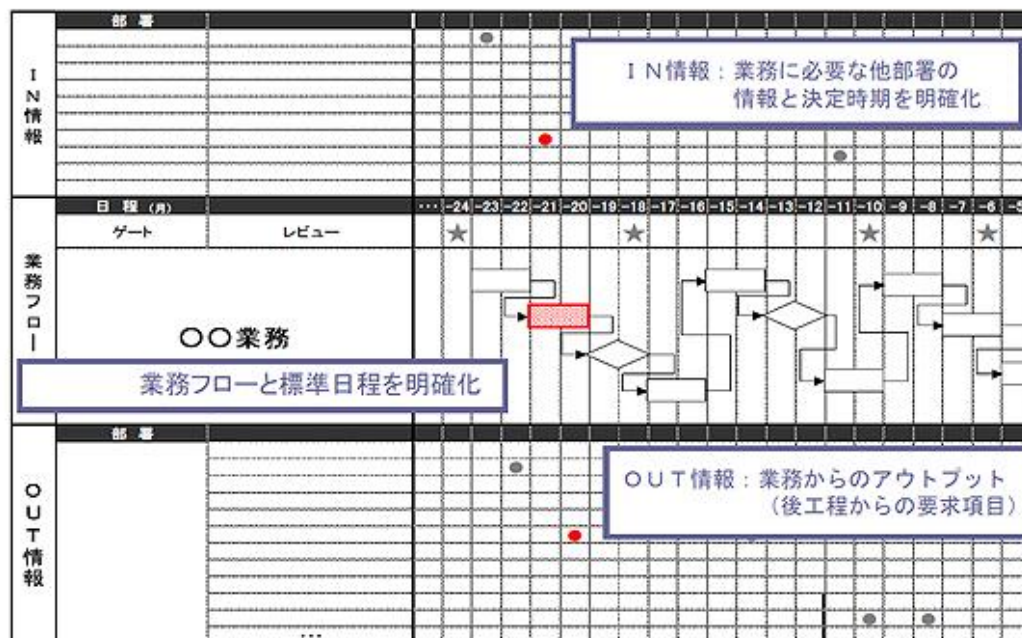 部署
IN情報
IN情報:業務に必要な他部署の
情報と決定時期を明確化
日程(月)
… -24 -23 -22 -21 -20 -19 -18 -17 -16 -15 -14 -13 -12 -11 -10 -9 -8 -7 -6 -5
ゲート レビュー
業務フロー
〇〇業務
業務フローと標準日程を明確化
部署
OUT情報
OUT情報:業務からのアウトプット
(後工程からの要求項目)
…